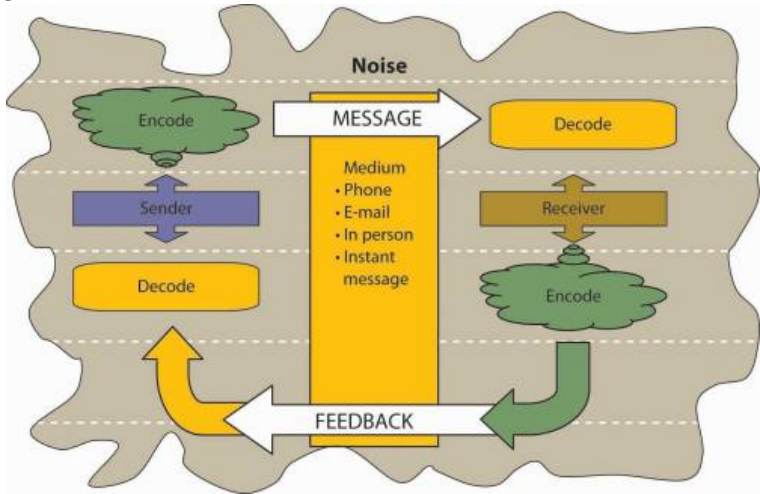 Noise
Encode
MESSAGE
Decode
Medium
• Phone
• E-mail
• In person
• Instant
message
Sender
Receiver
Decode
Encode
FEEDBACK